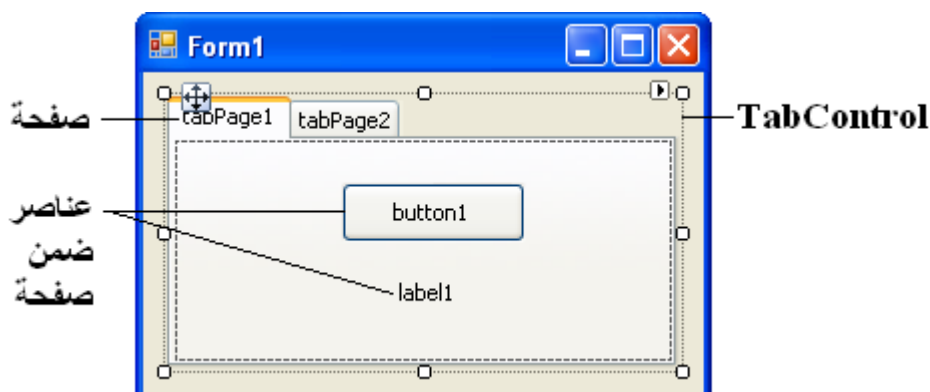 Form1
صفحة
tabPage1 tabPage2
TabControl
عناصر
ضمن
صفحة
button1
label1